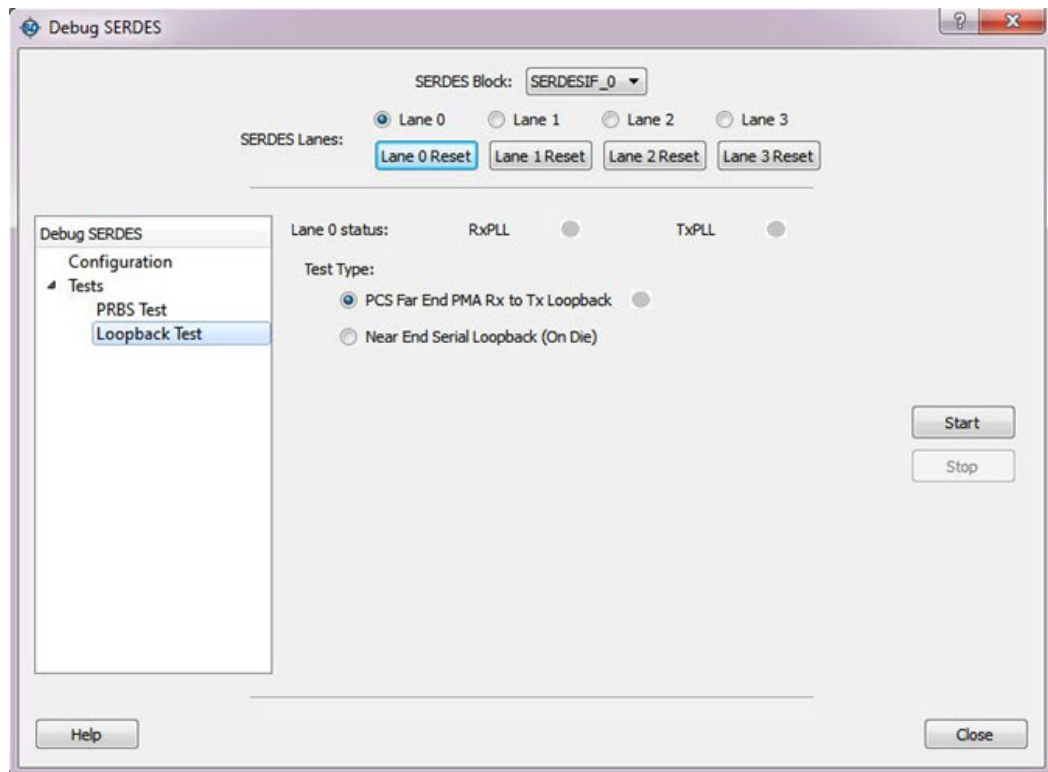 Debug SERDES
SERDES Block: SERDESIF_0
SERDES Lanes:
Lane 0 Lane 1 Lane 2 Lane 3
Lane 0 Reset Lane 1 Reset Lane 2 Reset Lane 3 Reset
Debug SERDES
Configuration
Tests
PRBS Test
Loopback Test
Lane 0 status: RxPLL TxPLL
Test Type:
PCS Far End PMA Rx to Tx Loopback
Near End Serial Loopback (On Die)
Start
Stop
Help
Close